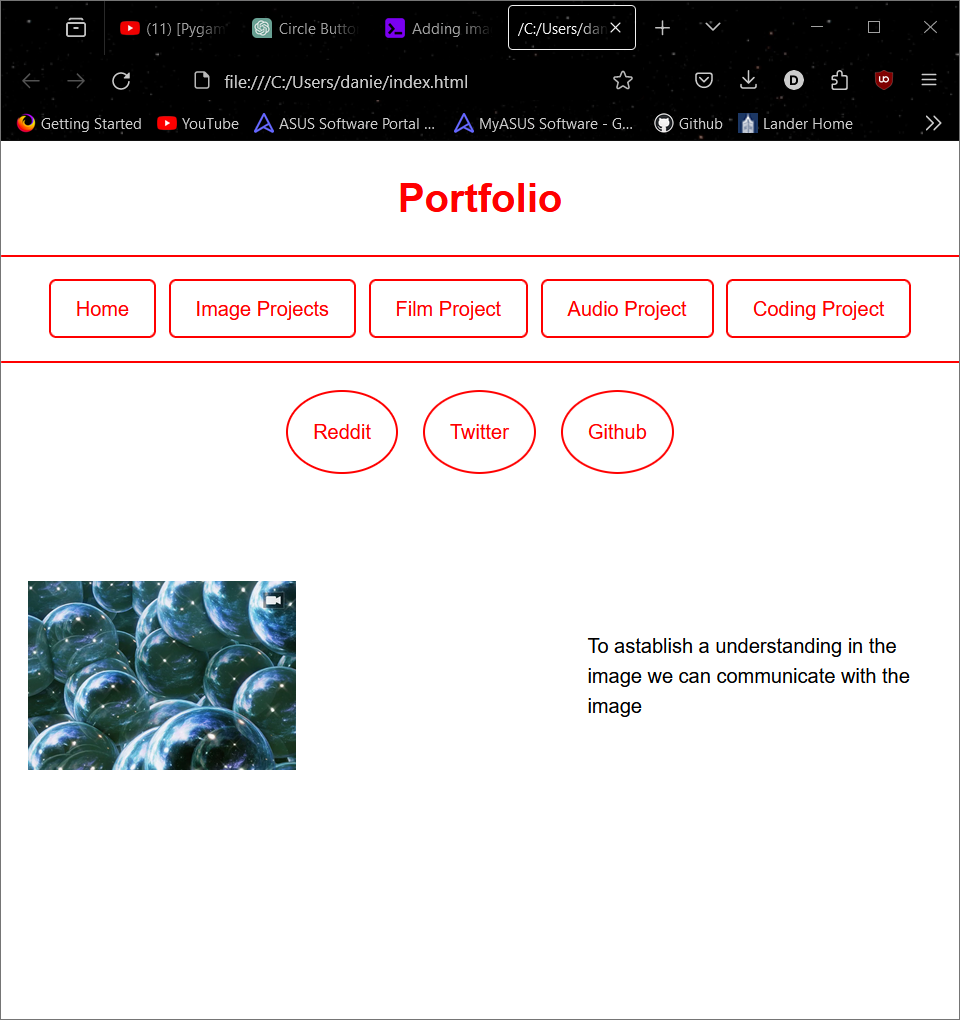 (11) [Pygam
Circle Butto
Adding ima
/C:/Users/dan
file:///C:/Users/danie/index.html
D
Getting Started
YouTube
ASUS Software Portal ...
MyASUS Software - G...
Github
Lander Home
Portfolio
Home
Image Projects
Film Project
Audio Project
Coding Project
Reddit
Twitter
Github
To astablish a understanding in the
image we can communicate with the
image